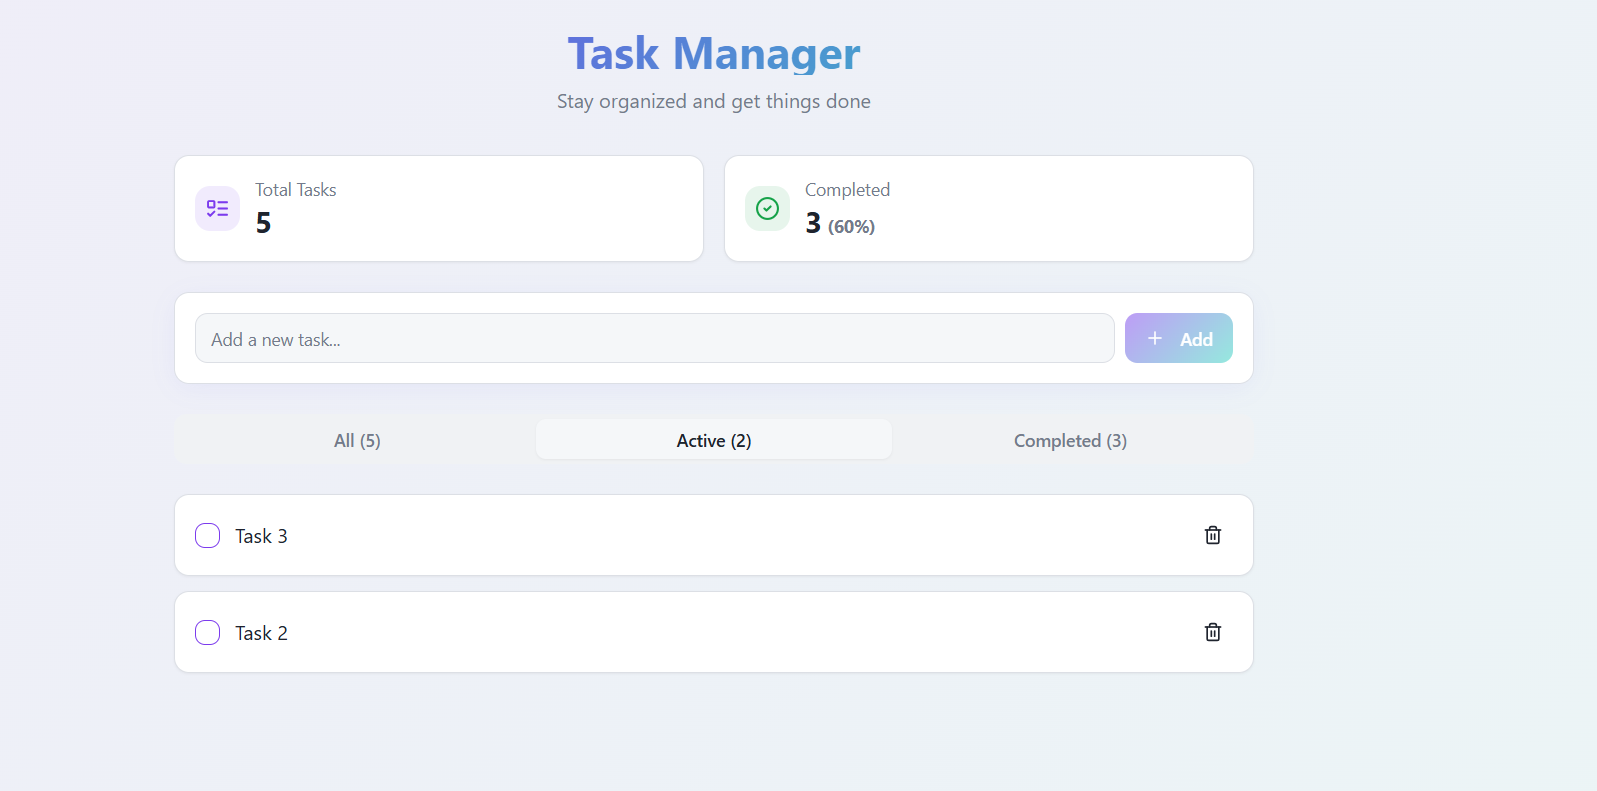 Task Manager
Stay organized and get things done
Total Tasks
5
Completed
3 (60%)
Add a new task...
+ Add
All (5)
Active (2)
Completed (3)
Task 3
Task 2